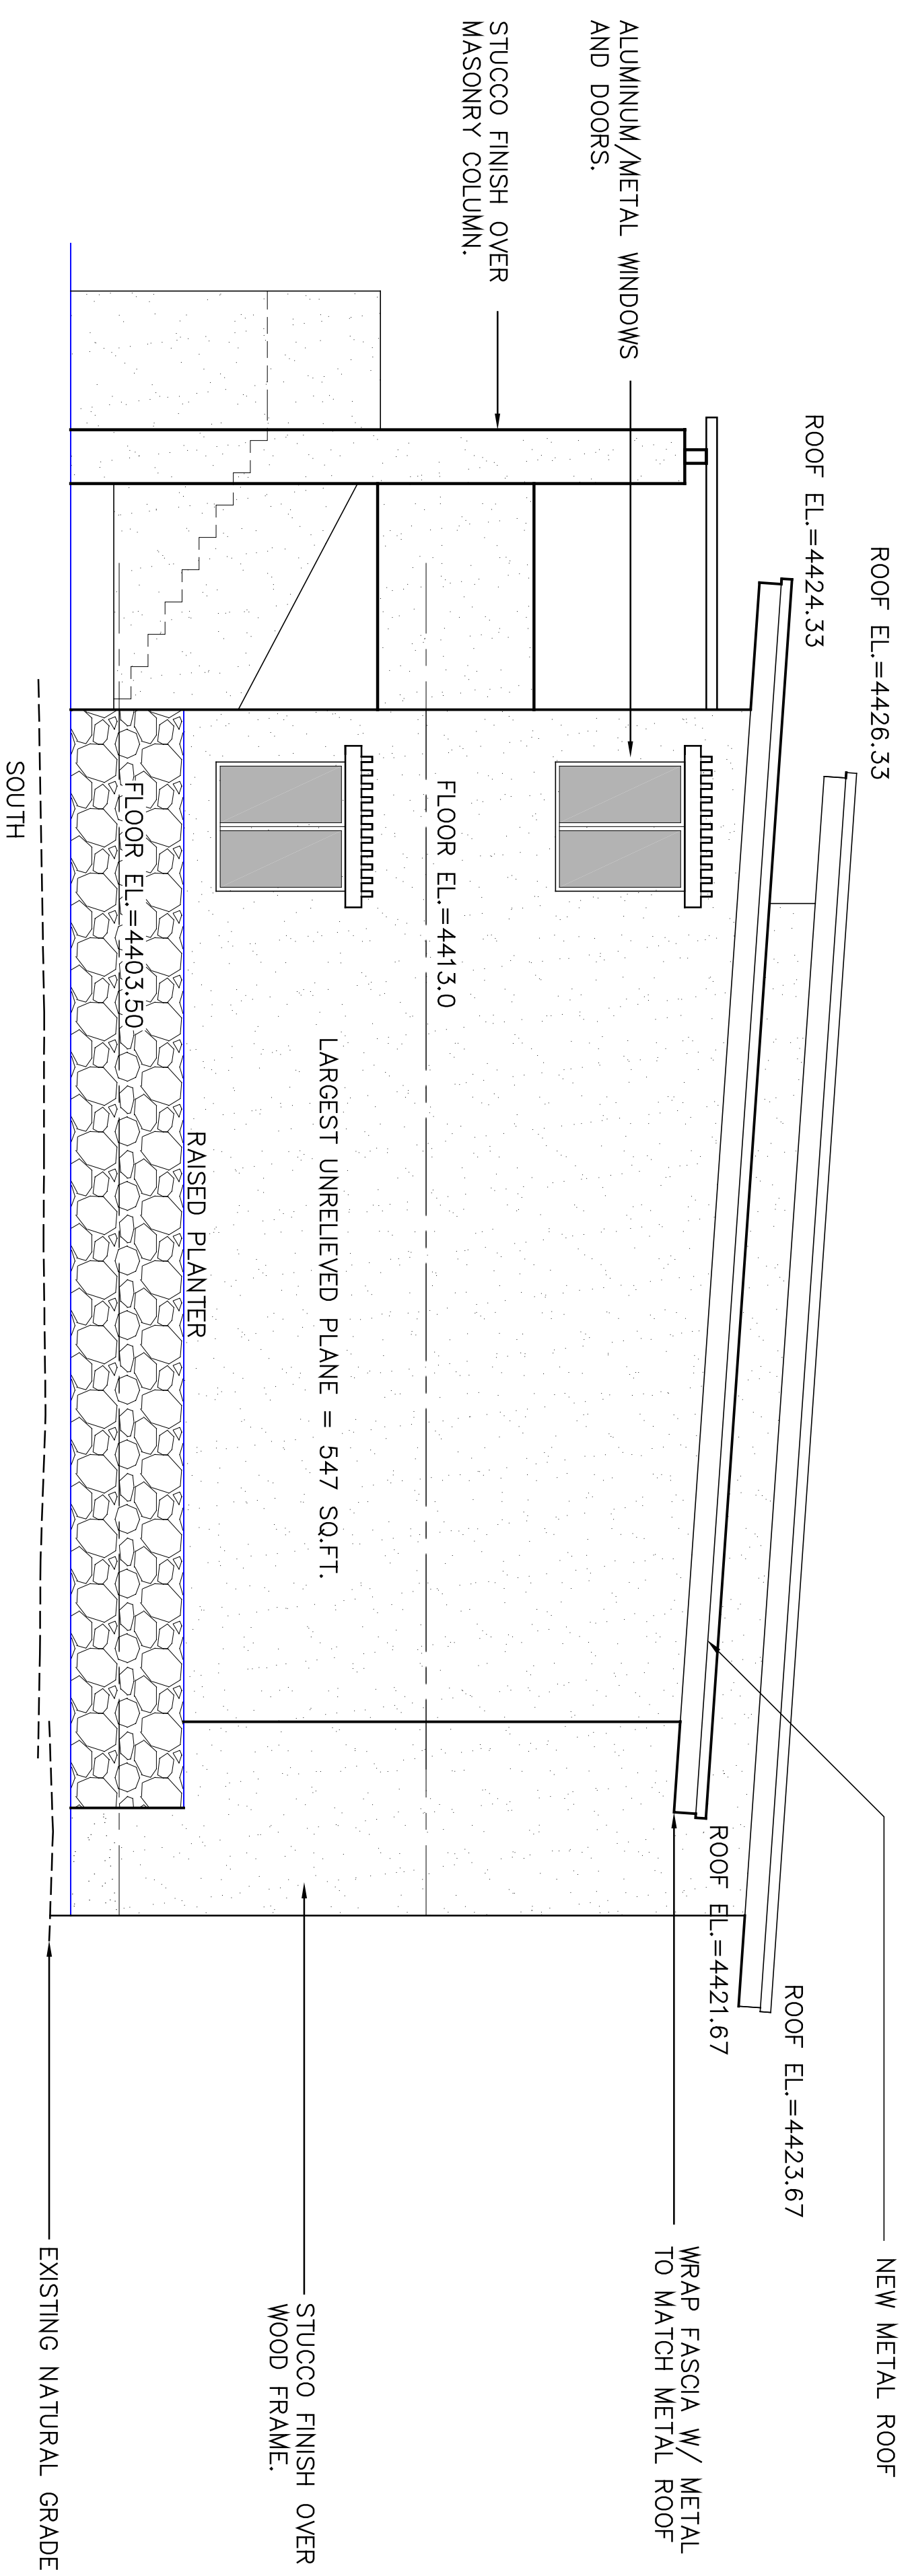 ROOF EL.=4426.33
NEW METAL ROOF
ROOF EL.=4424.33
ROOF EL.=4423.67
ROOF EL.=4421.67
WRAP FASCIA W/ METAL
TO MATCH METAL ROOF
ALUMINUM/METAL WINDOWS
AND DOORS.
STUCCO FINISH OVER
MASONRY COLUMN.
FLOOR EL.=4413.0
LARGEST UNRELIEVED PLANE = 547 SQ.FT.
STUCCO FINISH OVER
WOOD FRAME.
RAISED PLANTER
FLOOR EL.=4403.50
EXISTING NATURAL GRADE
SOUTH